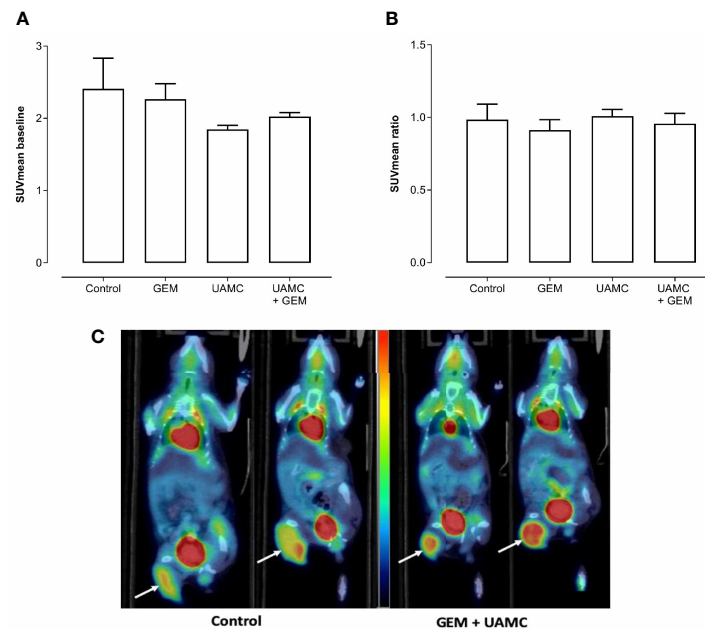 A
B
3
2
1
0
SUVmean baseline
Control
GEM
UAMC
UAMC
+ GEM
1.5
1.0
0.5
0.0
SUVmean ratio
Control
GEM
UAMC
UAMC
+ GEM
C
Control
GEM + UAMC